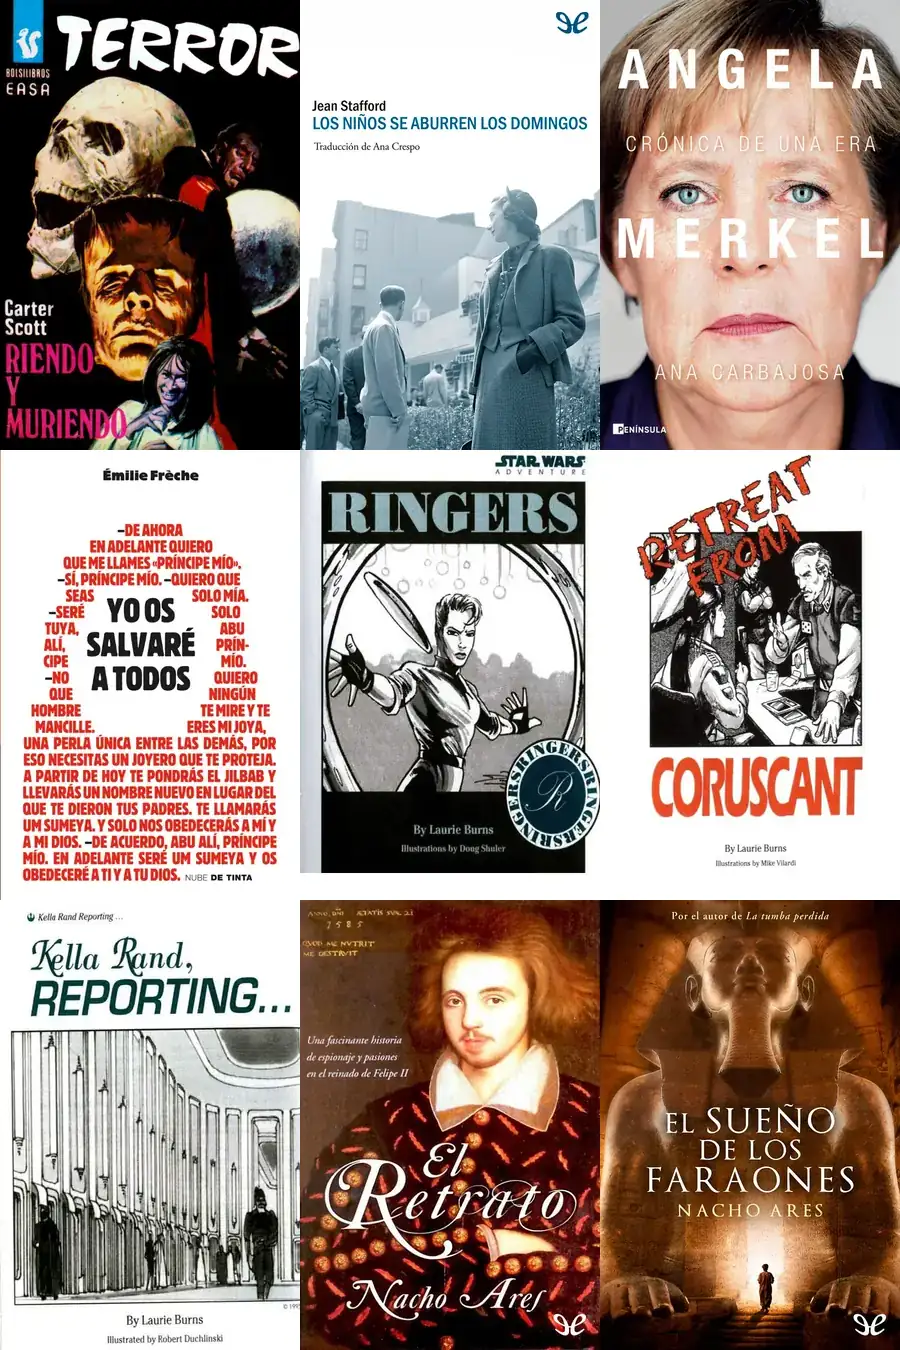 TERROR
BOLSILIBROS
EASA
Carter
Scott
RIENDO
Y
MURIENDO
Jean Stafford
LOS NIÑOS SE ABURREN LOS DOMINGOS
Traducción de Ana Crespo
ANGELA
CRÓNICA DE UNA ERA
MERKEL
ANA CARBAJOSA
PENÍNSULA
Émilie Frèche
–DE AHORA
EN ADELANTE QUIERO
QUE ME LLAMES «PRÍNCIPE MÍO».
–SÍ, PRÍNCIPE MÍO. –QUIERO QUE
SEAS SOLO MÍA.
–SERÉ SOLO
TUYA, ABU
ALÍ, PRÍN-
CIPE MÍO.
–NO QUIERO
QUE NINGÚN
HOMBRE TE MIRE Y TE
MANCILLE. ERES MI JOYA,
UNA PERLA ÚNICA ENTRE LAS DEMÁS, POR
ESO NECESITAS UN JOYERO QUE TE PROTEJA.
A PARTIR DE HOY TE PONDRÁS EL JILBAB Y
LLEVARÁS UN NOMBRE NUEVO EN LUGAR DEL
QUE TE DIERON TUS PADRES. TE LLAMARÁS
UM SUMEYA. Y SOLO NOS OBEDECERÁS A MÍ Y
A MI DIOS. –DE ACUERDO, ABU ALÍ, PRÍNCIPE
MÍO. EN ADELANTE SERÉ UM SUMEYA Y OS
OBEDECERÉ A TI Y A TU DIOS.
YO OS
SALVARÉ
A TODOS
NUBE DE TINTA
STAR WARS
ADVENTURE
RINGERS
RINGERSRINGERSRINGERSRINGERS
R
By Laurie Burns
Illustrations by Doug Shuler
RETREAT
FROM
CORUSCANT
By Laurie Burns
Illustrations by Mike Vilardi
Kella Rand Reporting ...
Kella Rand,
REPORTING...
By Laurie Burns
Illustrated by Robert Duchlinski
ANNO DNI ÆTATIS SVÆ 21
1585
QVOD ME NVTRIT
ME DESTRVIT
Una fascinante historia
de espionaje y pasiones
en el reinado de Felipe II
El
Retrato
Nacho Ares
Por el autor de La tumba perdida
EL SUEÑO
DE LOS
FARAONES
NACHO ARES